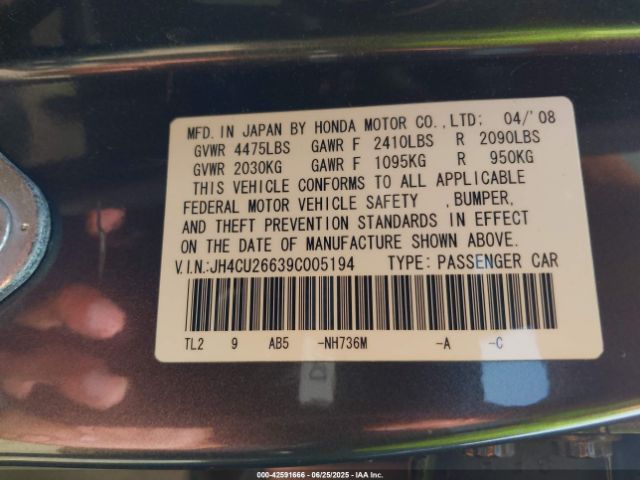 MFD. IN JAPAN BY HONDA MOTOR CO.,LTD: 04/'08
GVWR 4475LBS GAWR F 2410LBS R 2090LBS
GVWR 2030KG GAWR F 1095KG R 950KG
THIS VEHICLE CONFORMS TO ALL APPLICABLE
FEDERAL MOTOR VEHICLE SAFETY ,BUMPER,
AND THEFT PREVENTION STANDARDS IN EFFECT
ON THE DATE OF MANUFACTURE SHOWN ABOVE.
V.I.N.:JH4CU26639C005194 TYPE: PASSENGER CAR
TL2 9 AB5 -NH736M -A -C
000-42591666 - 06/25/2025 - IAA Inc.